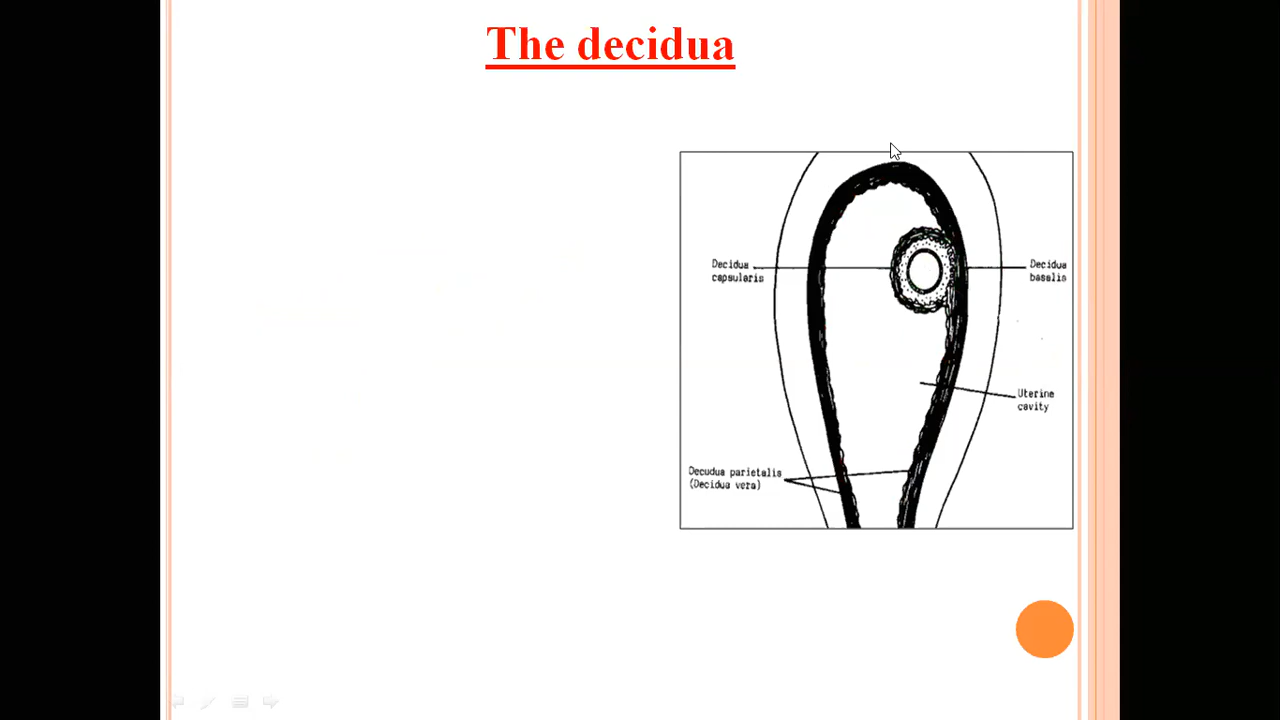 The decidua
Decidua
capsularis
Decidua
basalis
Uterine
cavity
Decudua parietalis
(Decidua vera)